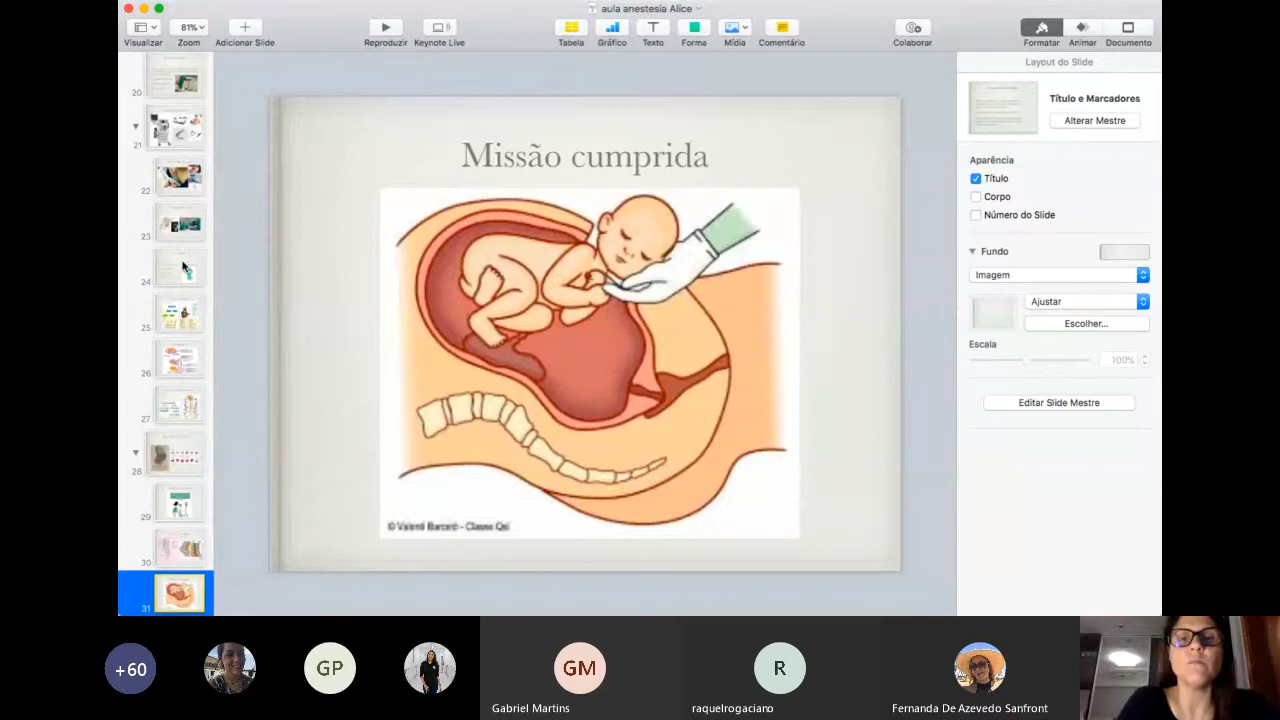 aula anestesia Alice
81%
Visualizar
Zoom
Adicionar Slide
Reproduzir
Keynote Live
Tabela
Gráfico
Texto
Forma
Mídia
Comentário
Colaborar
Formatar
Animar
Documento
Layout do Slide
Título e Marcadores
Alterar Mestre
Aparência
Título
Corpo
Número do Slide
Fundo
Imagem
Ajustar
Escolher...
Escala
100%
Editar Slide Mestre
20
21
22
23
24
25
26
27
28
29
30
31
Missão cumprida
+60
GP
GM
Gabriel Martins
R
raquelrogaciano
Fernanda De Azevedo Sanfront